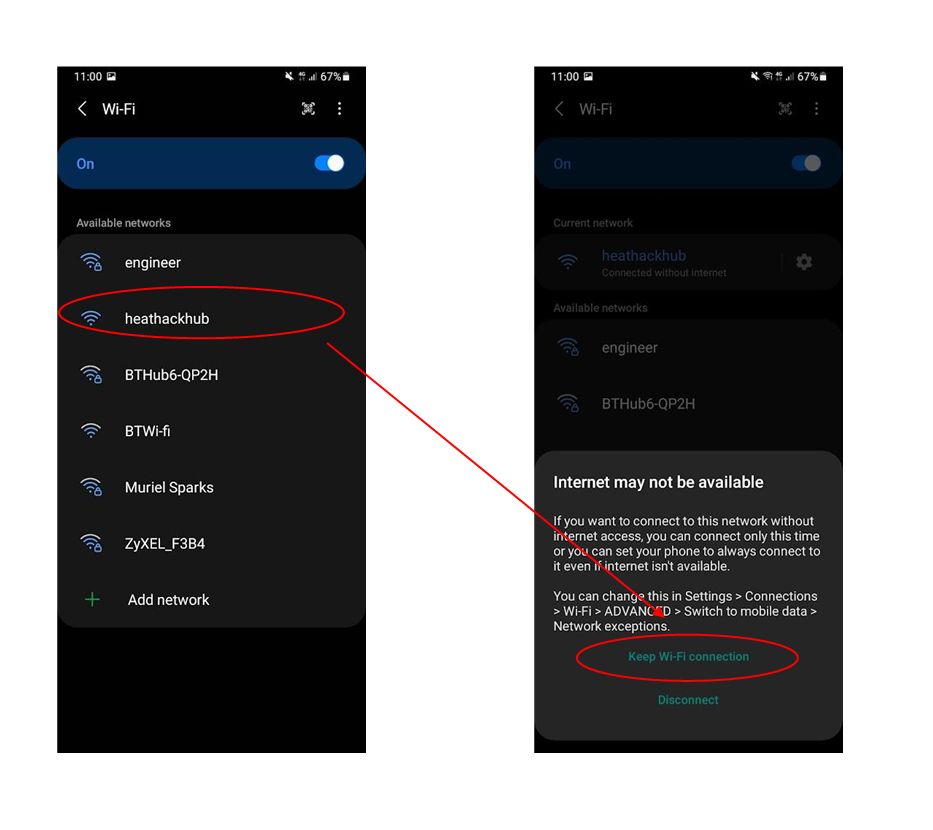 11:00
4G
67%
Wi-Fi
On
Available networks
engineer
heathackhub
BTHub6-QP2H
BTWi-fi
Muriel Sparks
ZyXEL_F3B4
Add network
11:00
4G
67%
Wi-Fi
On
Current network
heathackhub
Connected without internet
Available networks
engineer
BTHub6-QP2H
Internet may not be available
If you want to connect to this network without
internet access, you can connect only this time
or you can set your phone to always connect to
it even if internet isn't available.
You can change this in Settings > Connections
> Wi-Fi > ADVANCED > Switch to mobile data >
Network exceptions.
Keep Wi-Fi connection
Disconnect